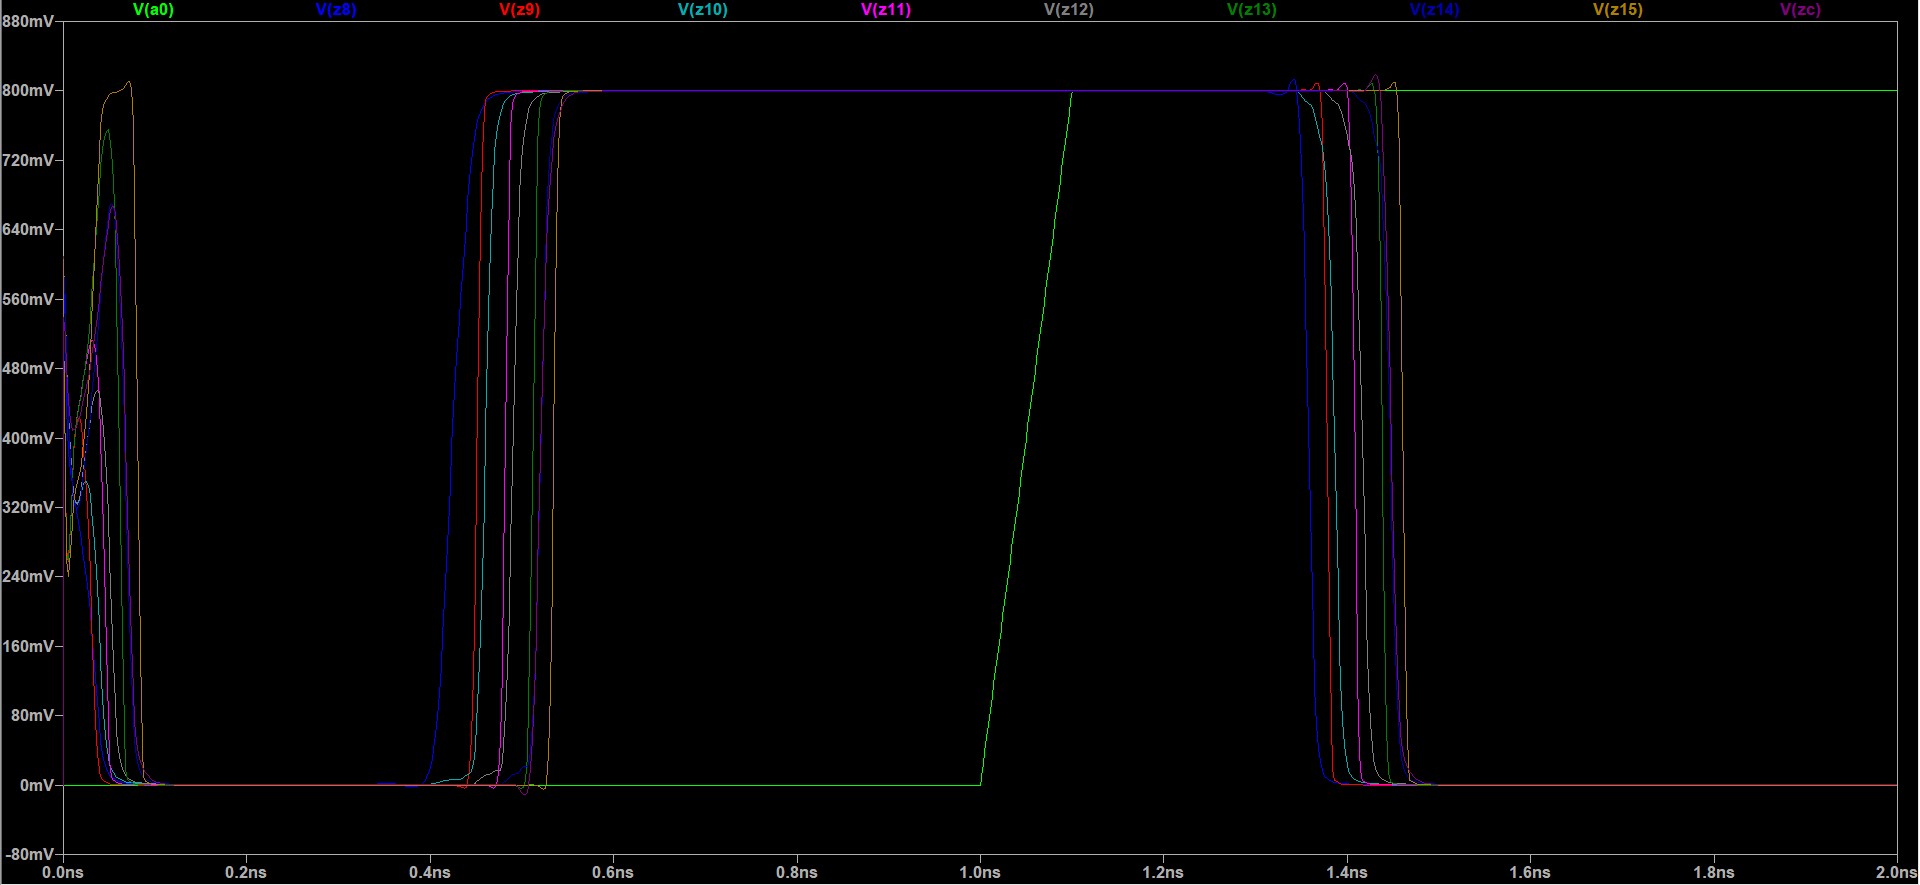 V(a0) V(z8) V(z9) V(z10) V(z11) V(z12) V(z13) V(z14) V(z15) V(zc)
880mV
800mV
720mV
640mV
560mV
480mV
400mV
320mV
240mV
160mV
80mV
0mV
-80mV
0.0ns 0.2ns 0.4ns 0.6ns 0.8ns 1.0ns 1.2ns 1.4ns 1.6ns 1.8ns 2.0ns